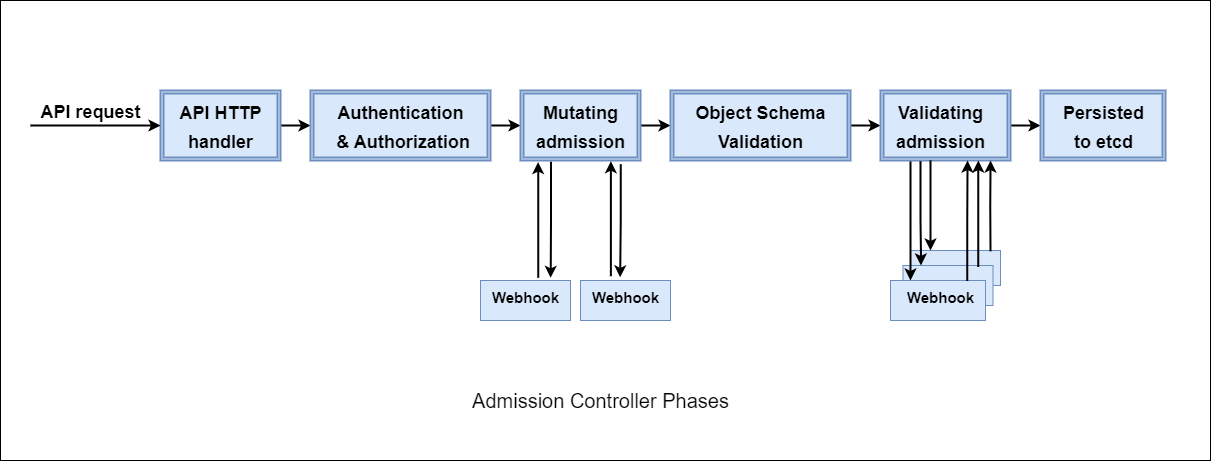 API request
API HTTP
handler
Authentication
& Authorization
Mutating
admission
Object Schema
Validation
Validating
admission
Persisted
to etcd
Webhook
Webhook
Webhook
Admission Controller Phases